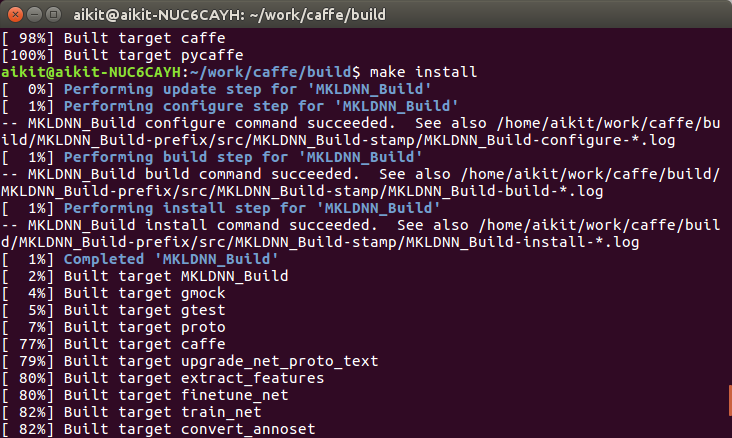 aikit@aikit-NUC6CAYH: ~/work/caffe/build
[ 98%] Built target caffe
[100%] Built target pycaffe
aikit@aikit-NUC6CAYH:~/work/caffe/build$ make install
[  0%] Performing update step for 'MKLDNN_Build'
[  1%] Performing configure step for 'MKLDNN_Build'
-- MKLDNN_Build configure command succeeded.  See also /home/aikit/work/caffe/bu
ild/MKLDNN_Build-prefix/src/MKLDNN_Build-stamp/MKLDNN_Build-configure-*.log
[  1%] Performing build step for 'MKLDNN_Build'
-- MKLDNN_Build build command succeeded.  See also /home/aikit/work/caffe/build/
MKLDNN_Build-prefix/src/MKLDNN_Build-stamp/MKLDNN_Build-build-*.log
[  1%] Performing install step for 'MKLDNN_Build'
-- MKLDNN_Build install command succeeded.  See also /home/aikit/work/caffe/buil
d/MKLDNN_Build-prefix/src/MKLDNN_Build-stamp/MKLDNN_Build-install-*.log
[  1%] Completed 'MKLDNN_Build'
[  2%] Built target MKLDNN_Build
[  4%] Built target gmock
[  5%] Built target gtest
[  7%] Built target proto
[ 77%] Built target caffe
[ 79%] Built target upgrade_net_proto_text
[ 80%] Built target extract_features
[ 80%] Built target finetune_net
[ 82%] Built target train_net
[ 82%] Built target convert_annoset